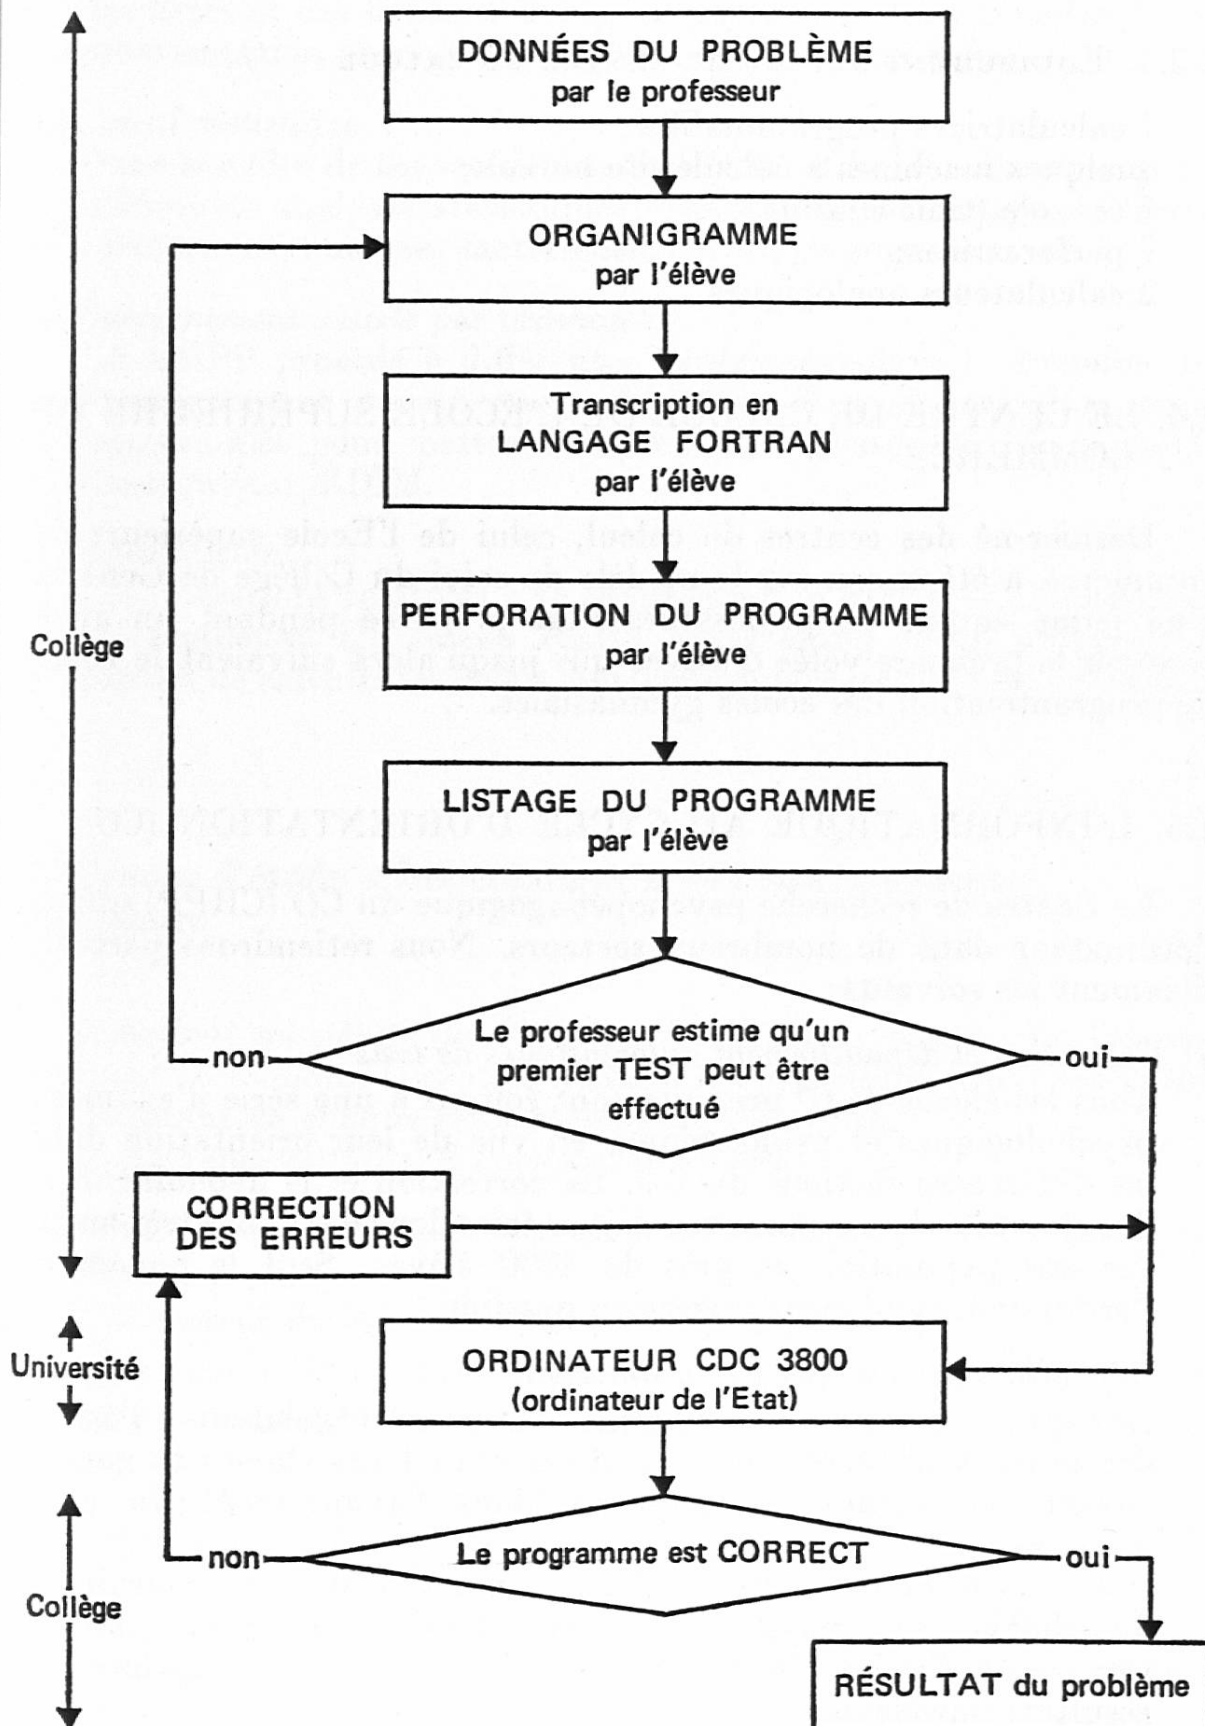 DONNÉES DU PROBLÈME
par le professeur
ORGANIGRAMME
par l'élève
Transcription en
LANGAGE FORTRAN
par l'élève
PERFORATION DU PROGRAMME
par l'élève
Collège
LISTAGE DU PROGRAMME
par l'élève
Le professeur estime qu'un
premier TEST peut être
effectué
non
oui
CORRECTION
DES ERREURS
Université
ORDINATEUR CDC 3800
(ordinateur de l'Etat)
Le programme est CORRECT
non
oui
Collège
RÉSULTAT du problème